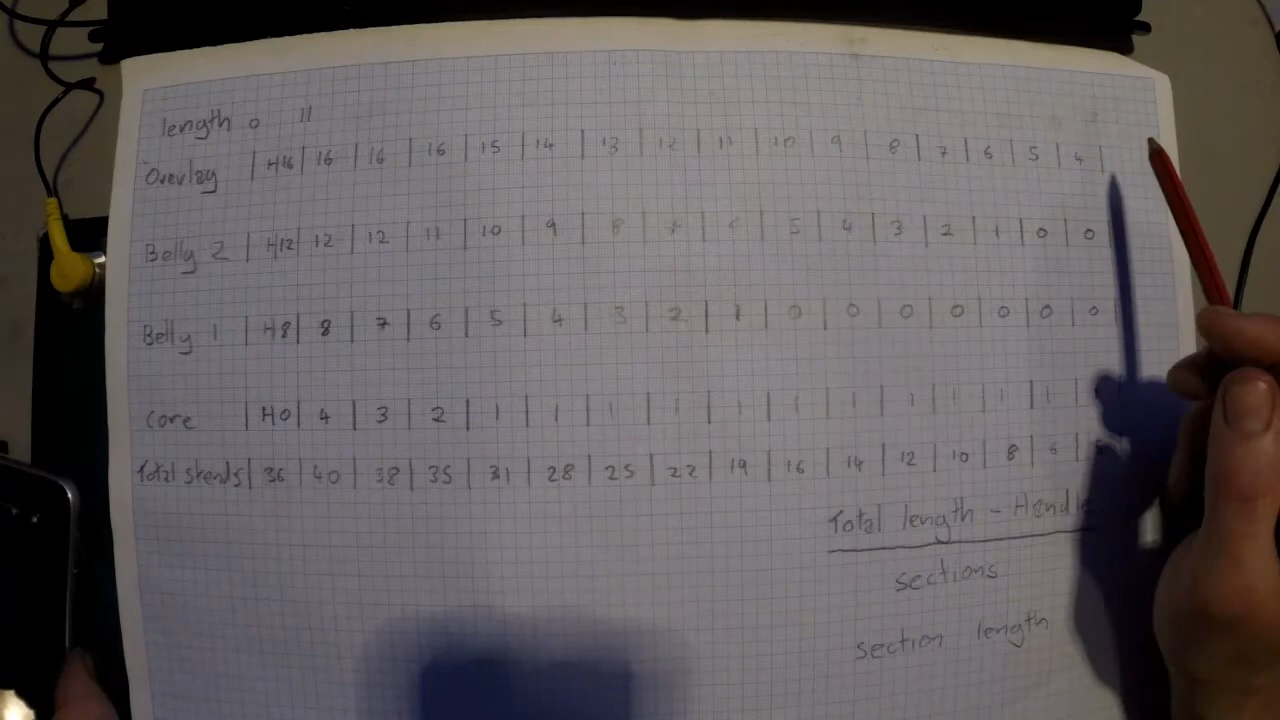 length 0 11
Overlay | H16 | 16 | 16 | 16 | 15 | 14 | 13 | 12 | 11 | 10 | 9 | 8 | 7 | 6 | 5 | 4 |
Belly 2 | H12 | 12 | 12 | 11 | 10 | 9 | 8 | 7 | 6 | 5 | 4 | 3 | 2 | 1 | 0 | 0 |
Belly 1 | H8 | 8 | 7 | 6 | 5 | 4 | 3 | 2 | 1 | 0 | 0 | 0 | 0 | 0 | 0 | 0 |
Core | H0 | 4 | 3 | 2 | 1 | 1 | 1 | 1 | 1 | 1 | 1 | 1 | 1 | 1 | 1 |
Total strends | 36 | 40 | 38 | 35 | 31 | 28 | 25 | 22 | 19 | 16 | 14 | 12 | 10 | 8 | 6 |
Total length - Handle
sections
section length